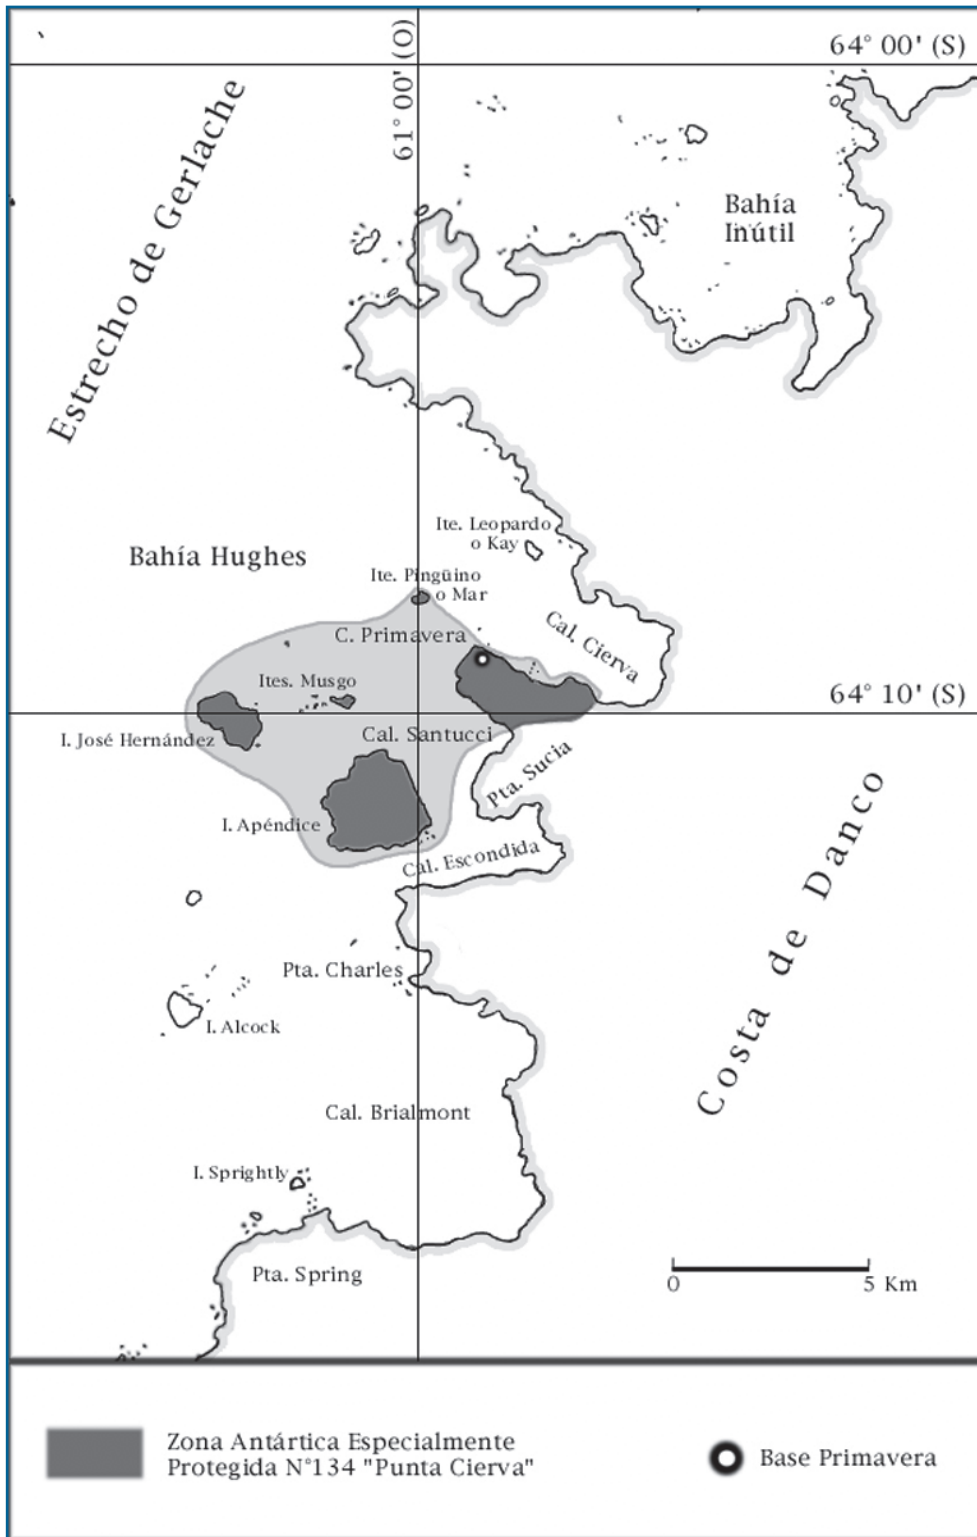 64° 00' (S)
61° 00' (O)
Estrecho de Gerlache
Bahía
Inútil
Ite. Leopardo
o Kay
Bahía Hughes
Ite. Pingüino
o Mar
C. Primavera
Cal. Cierva
Ites. Musgo
64° 10' (S)
I. José Hernández
Cal. Santucci
Pta. Sucia
I. Apéndice
Cal. Escondida
Costa de Danco
Pta. Charles
I. Alcock
Cal. Brialmont
I. Sprightly
Pta. Spring
0 5 Km
Zona Antártica Especialmente
Protegida N°134 "Punta Cierva"
Base Primavera